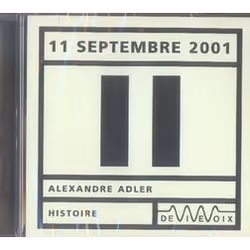 11 SEPTEMBRE 2001
ALEXANDRE ADLER
HISTOIRE
DE VIVE VOIX